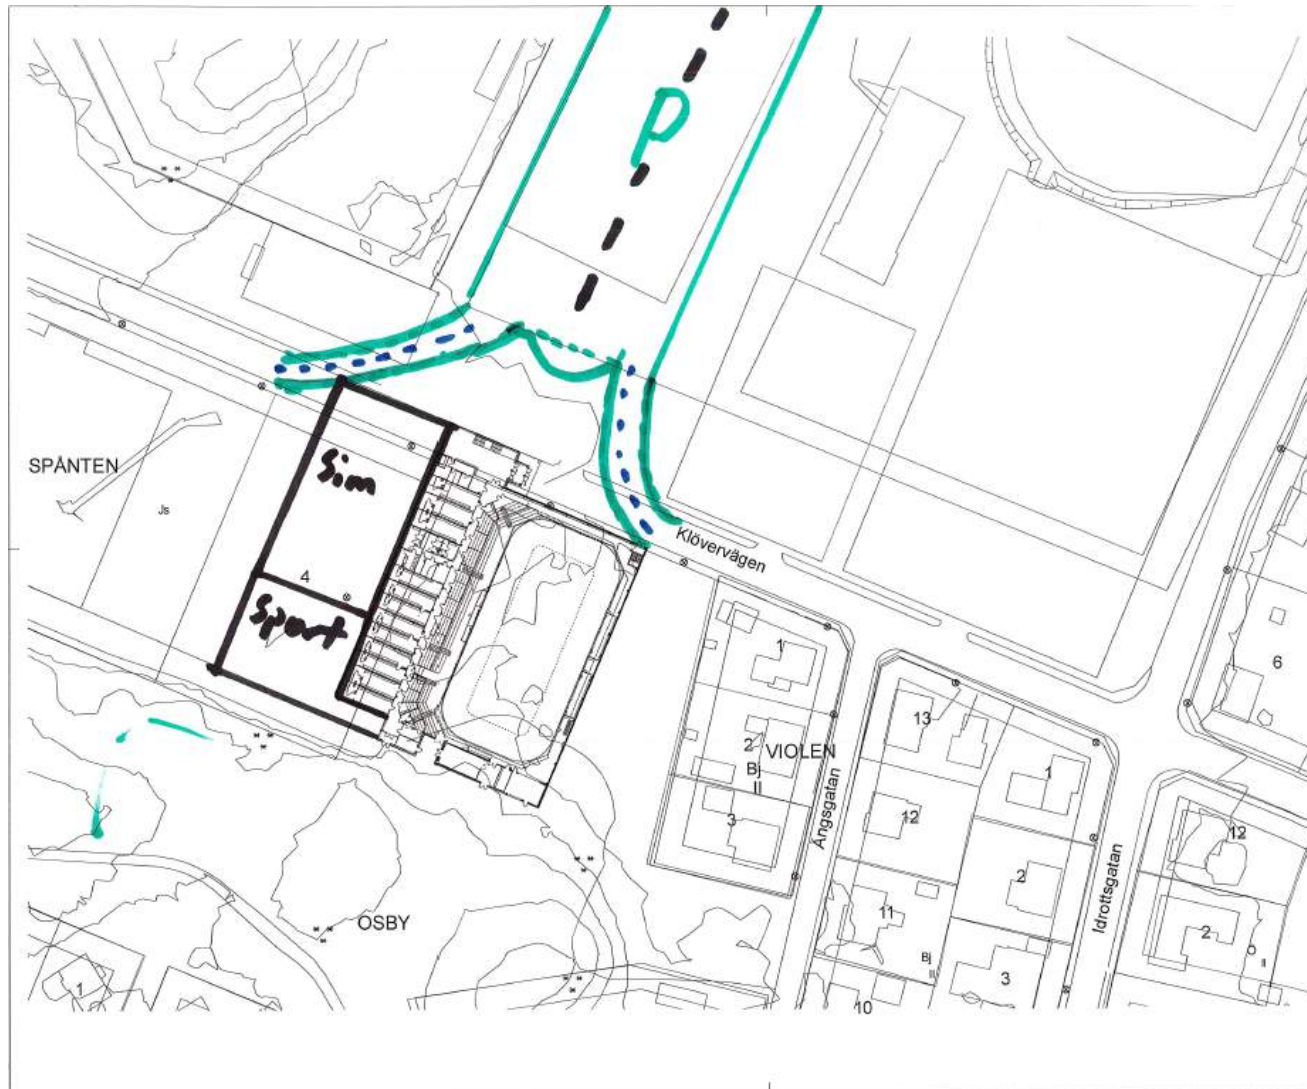 P
SPÅNTEN
Sim
Js
Klövervägen
4
Sport
1
6
13
2
VIOLEN
Bj
II
1
3
Ängsgatan
12
12
2
Idrottsgatan
OSBY
11
2
Bj
II
II
1
3
10